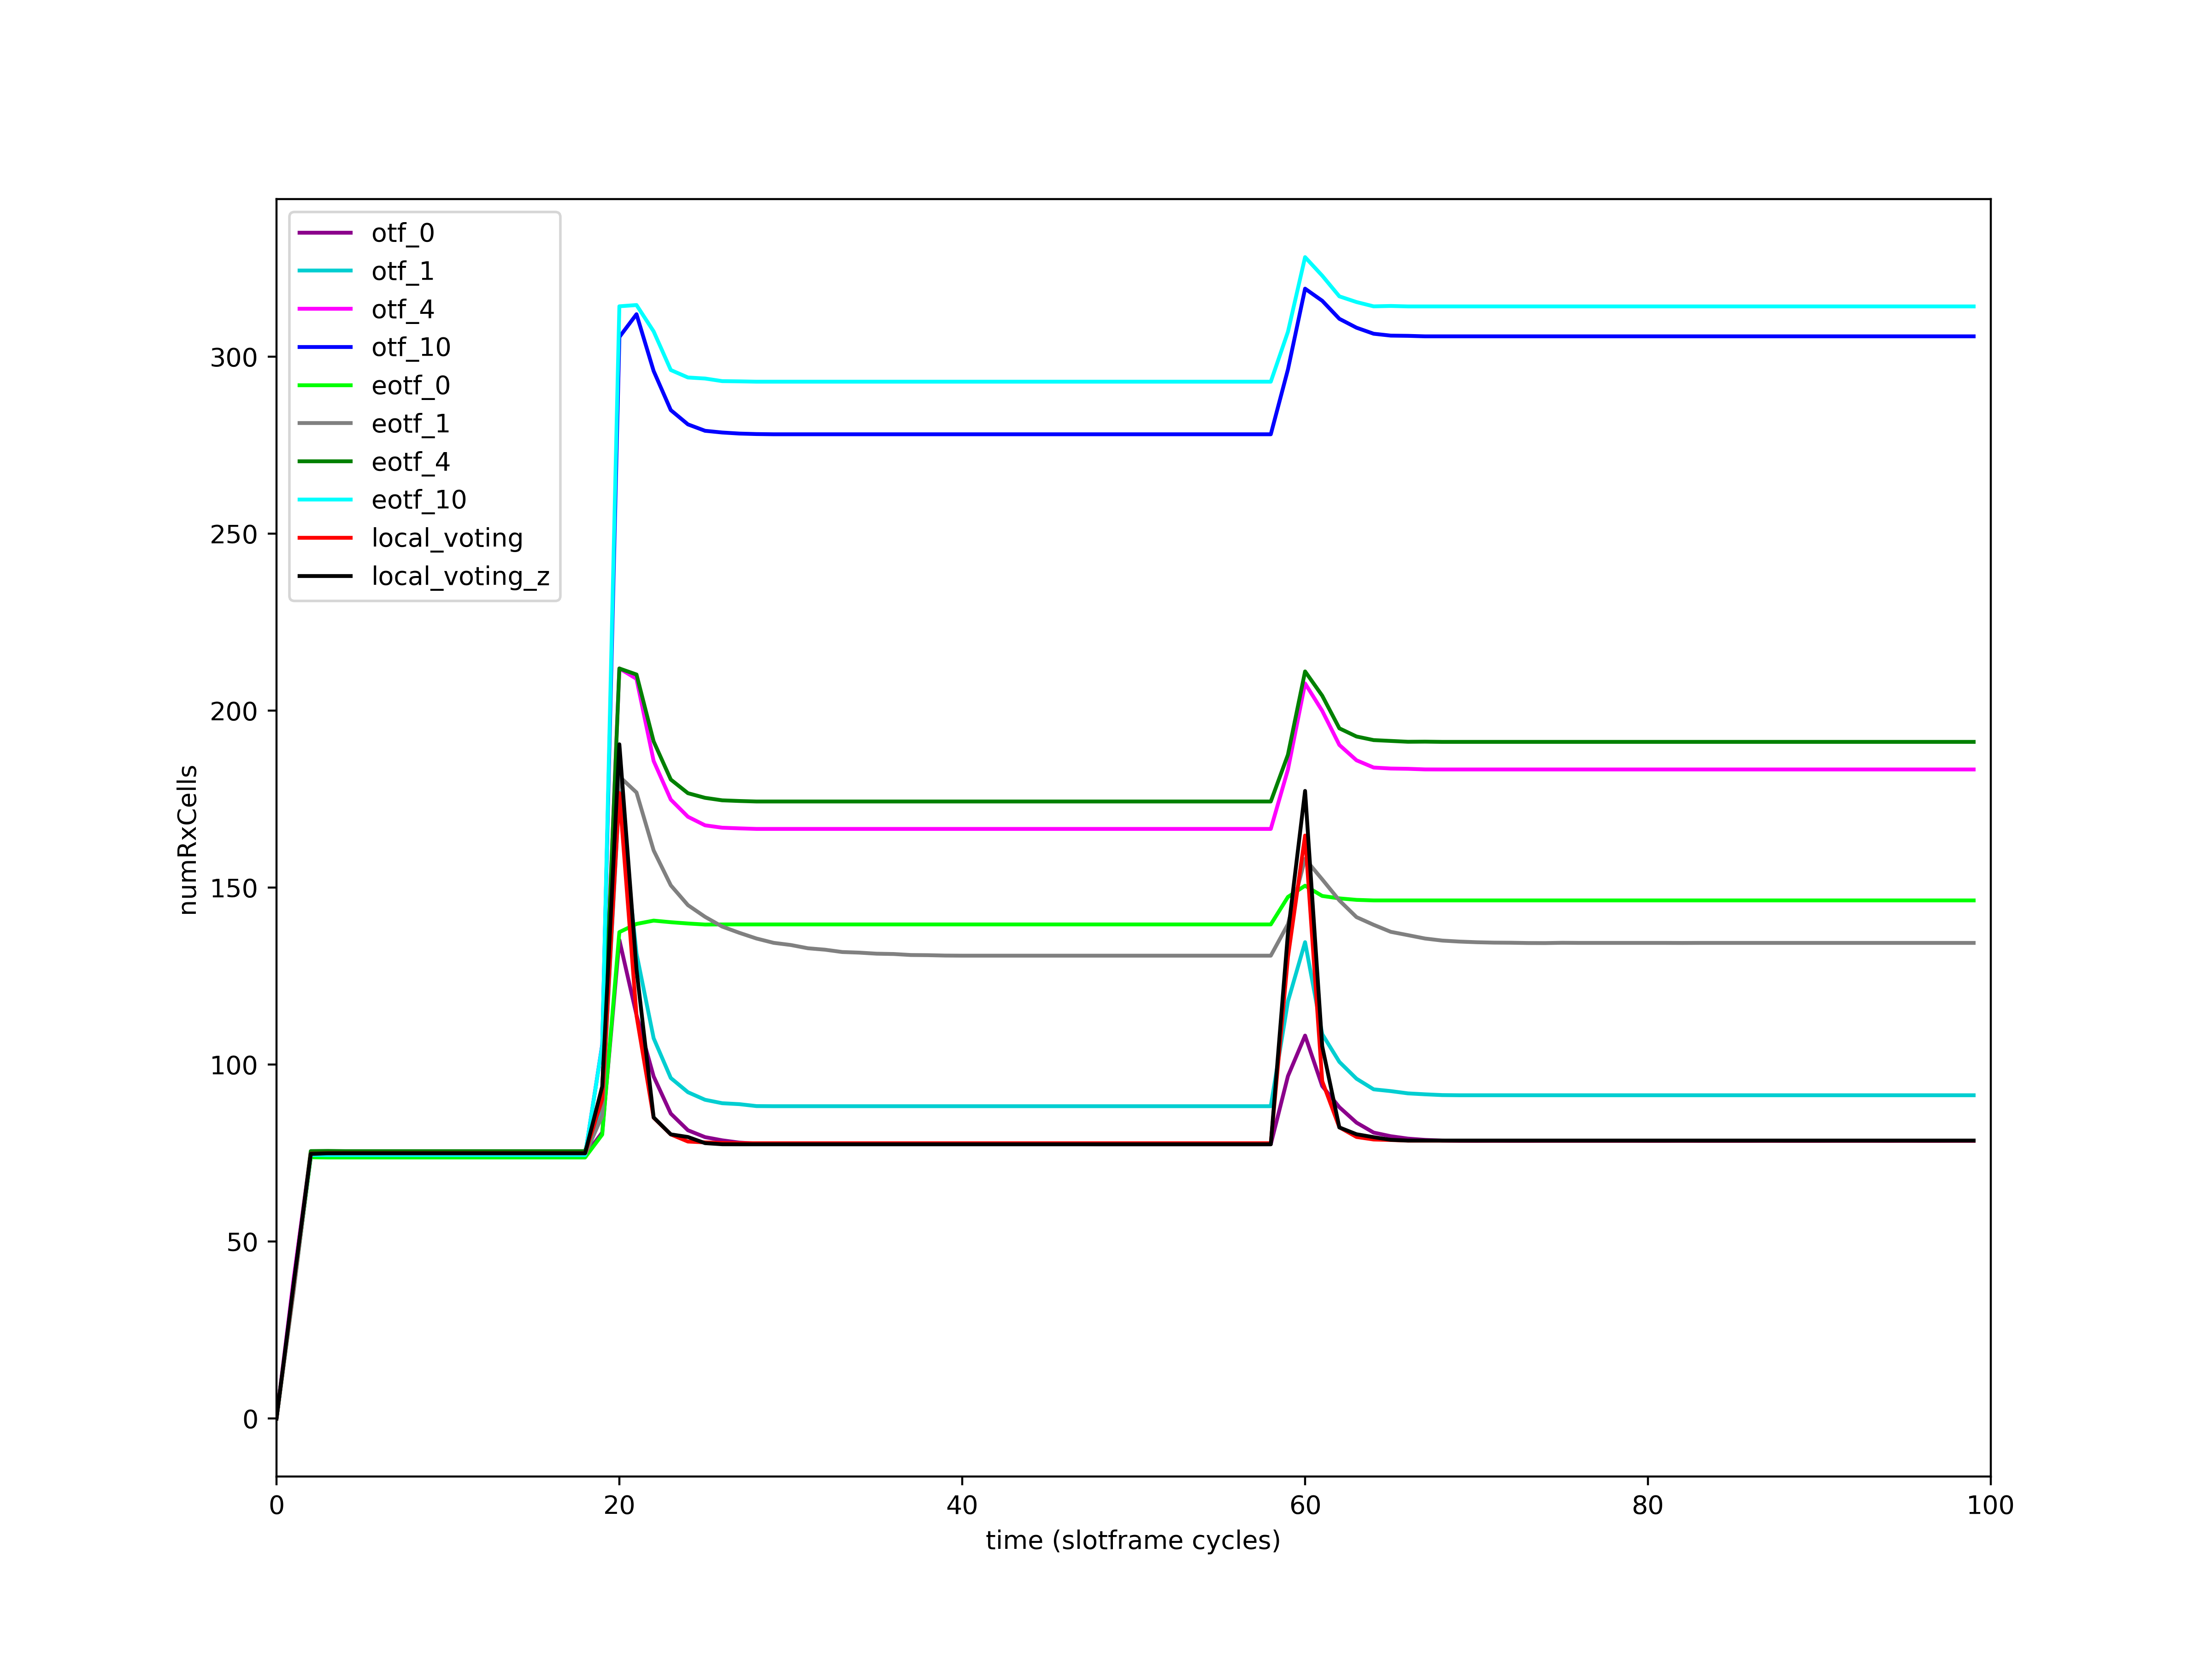 otf_0
otf_1
otf_4
otf_10
eotf_0
eotf_1
eotf_4
eotf_10
local_voting
local_voting_z
300
250
200
150
100
50
0
numRxCells
0 20 40 60 80 100
time (slotframe cycles)